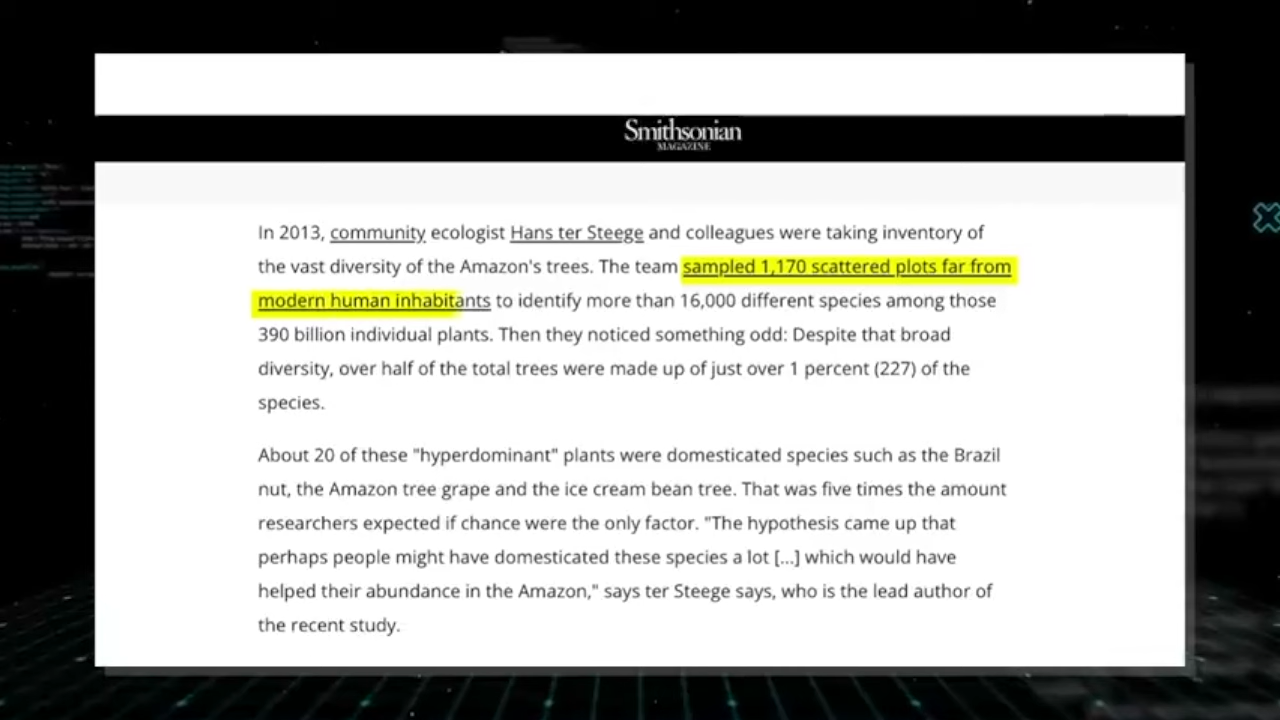 Smithsonian
MAGAZINE
In 2013, community ecologist Hans ter Steege and colleagues were taking inventory of
the vast diversity of the Amazon's trees. The team sampled 1,170 scattered plots far from
modern human inhabitants to identify more than 16,000 different species among those
390 billion individual plants. Then they noticed something odd: Despite that broad
diversity, over half of the total trees were made up of just over 1 percent (227) of the
species.
About 20 of these "hyperdominant" plants were domesticated species such as the Brazil
nut, the Amazon tree grape and the ice cream bean tree. That was five times the amount
researchers expected if chance were the only factor. "The hypothesis came up that
perhaps people might have domesticated these species a lot [...] which would have
helped their abundance in the Amazon," says ter Steege says, who is the lead author of
the recent study.